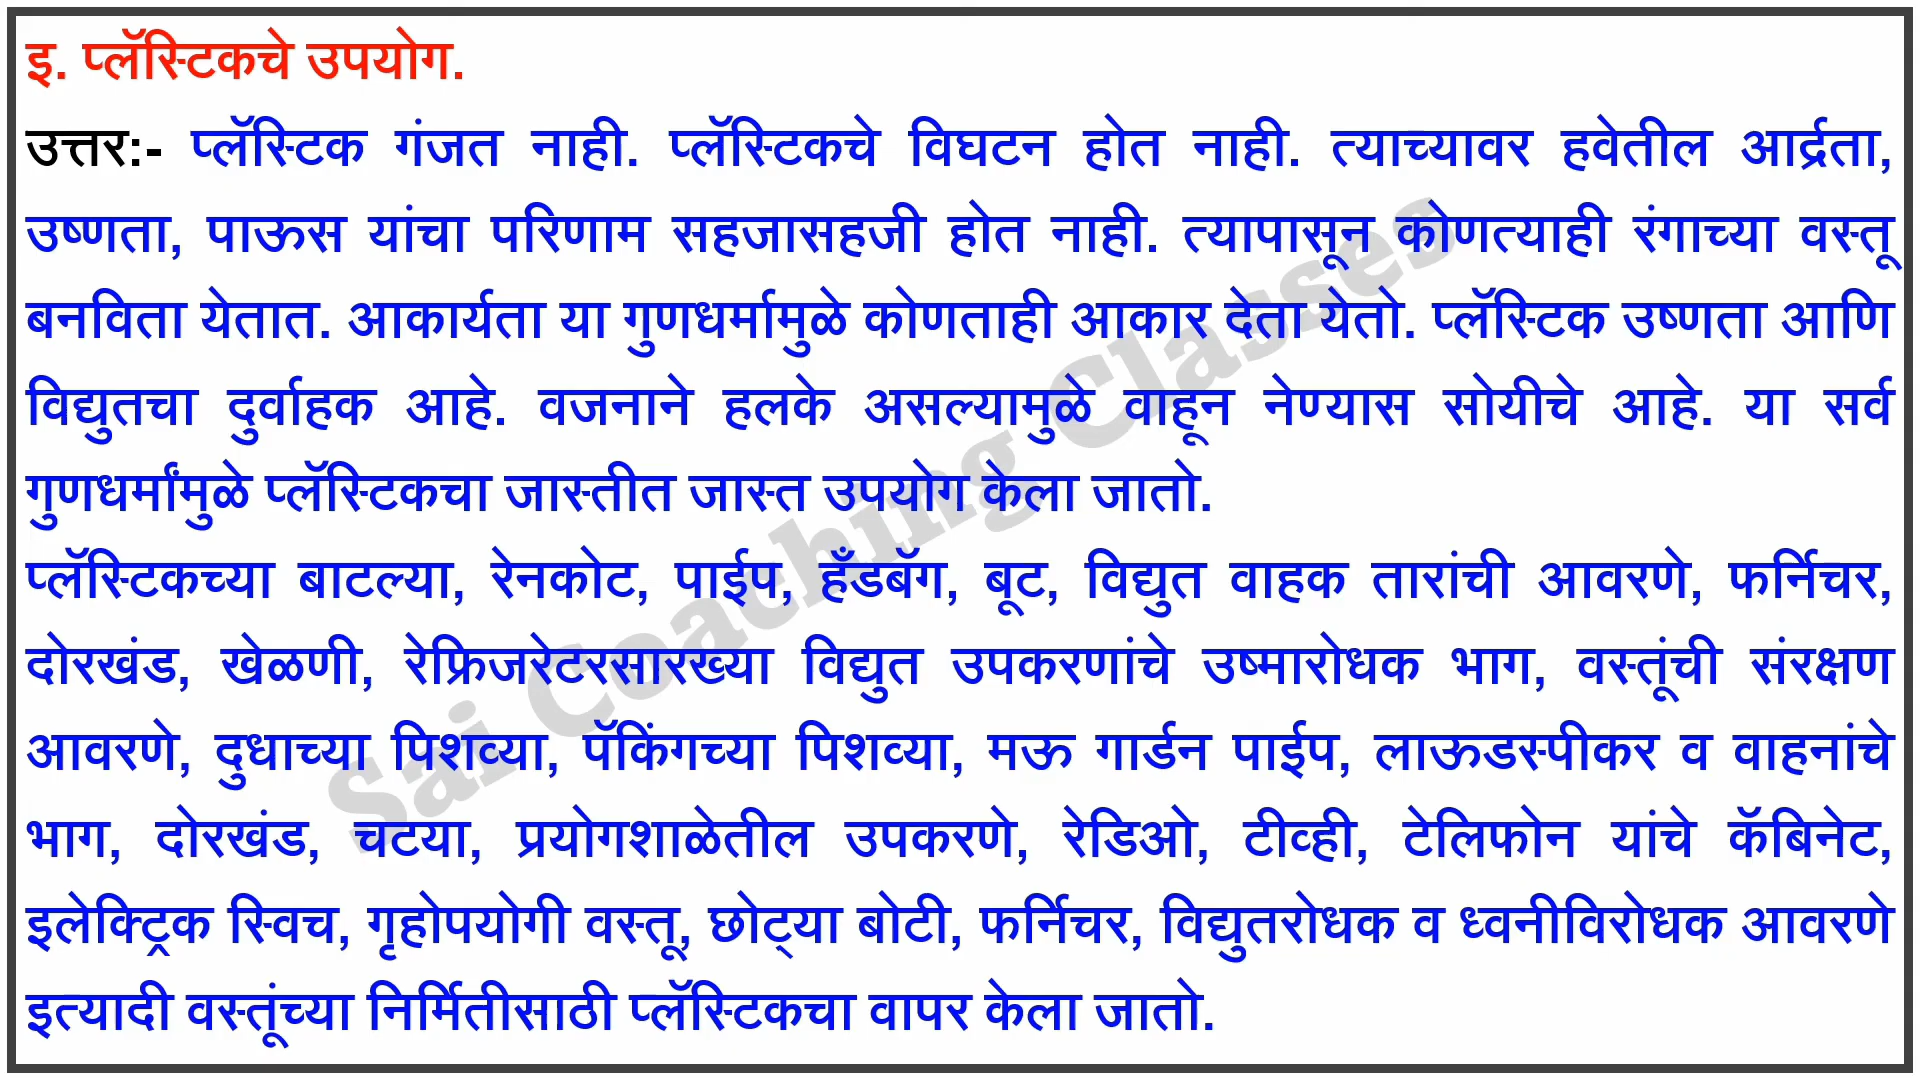 इ. प्लॅस्टिकचे उपयोग.
उत्तर:- प्लॅस्टिक गंजत नाही. प्लॅस्टिकचे विघटन होत नाही. त्याच्यावर हवेतील आर्द्रता,
उष्णता, पाऊस यांचा परिणाम सहजासहजी होत नाही. त्यापासून कोणत्याही रंगाच्या वस्तू
बनविता येतात. आकार्यता या गुणधर्मामुळे कोणताही आकार देता येतो. प्लॅस्टिक उष्णता आणि
विद्युतचा दुर्वाहक आहे. वजनाने हलके असल्यामुळे वाहून नेण्यास सोयीचे आहे. या सर्व
गुणधर्मांमुळे प्लॅस्टिकचा जास्तीत जास्त उपयोग केला जातो.
प्लॅस्टिकच्या बाटल्या, रेनकोट, पाईप, हँडबॅग, बूट, विद्युत वाहक तारांची आवरणे, फर्निचर,
दोरखंड, खेळणी, रेफ्रिजरेटरसारख्या विद्युत उपकरणांचे उष्मारोधक भाग, वस्तूंची संरक्षण
आवरणे, दुधाच्या पिशव्या, पॅकिंगच्या पिशव्या, मऊ गार्डन पाईप, लाऊडस्पीकर व वाहनांचे
भाग, दोरखंड, चटया, प्रयोगशाळेतील उपकरणे, रेडिओ, टीव्ही, टेलिफोन यांचे कॅबिनेट,
इलेक्ट्रिक स्विच, गृहोपयोगी वस्तू, छोट्या बोटी, फर्निचर, विद्युतरोधक व ध्वनीविरोधक आवरणे
इत्यादी वस्तूंच्या निर्मितीसाठी प्लॅस्टिकचा वापर केला जातो.
Sai Coaching Classes